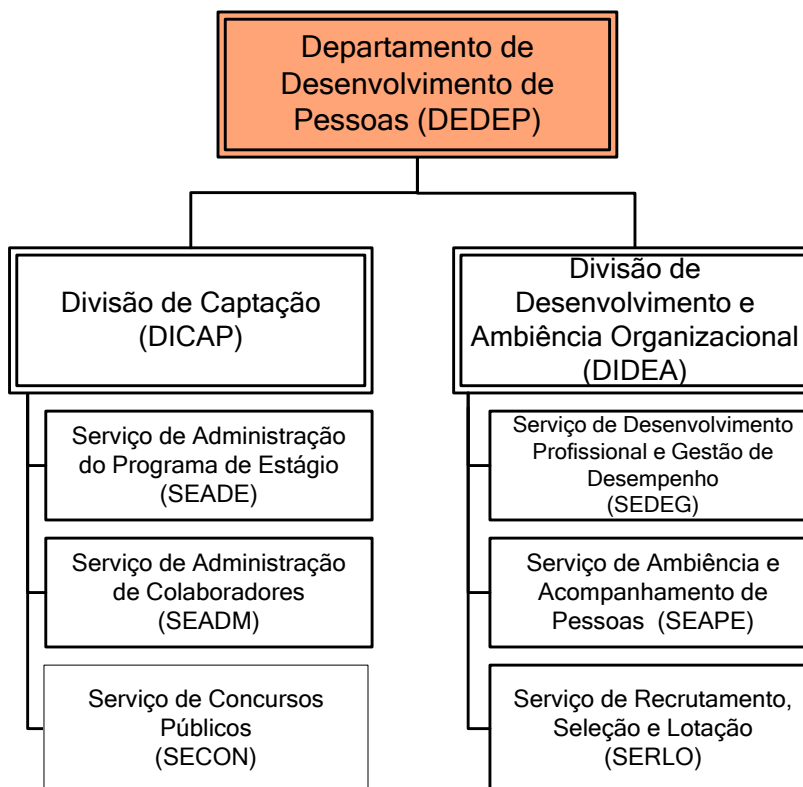 Departamento de
Desenvolvimento de
Pessoas (DEDEP)
Divisão de Captação
(DICAP)
Divisão de
Desenvolvimento e
Ambiência Organizacional
(DIDEA)
Serviço de Administração
do Programa de Estágio
(SEADE)
Serviço de Administração
de Colaboradores
(SEADM)
Serviço de Concursos
Públicos
(SECON)
Serviço de Desenvolvimento
Profissional e Gestão de
Desempenho
(SEDEG)
Serviço de Ambiência e
Acompanhamento de
Pessoas (SEAPE)
Serviço de Recrutamento,
Seleção e Lotação
(SERLO)